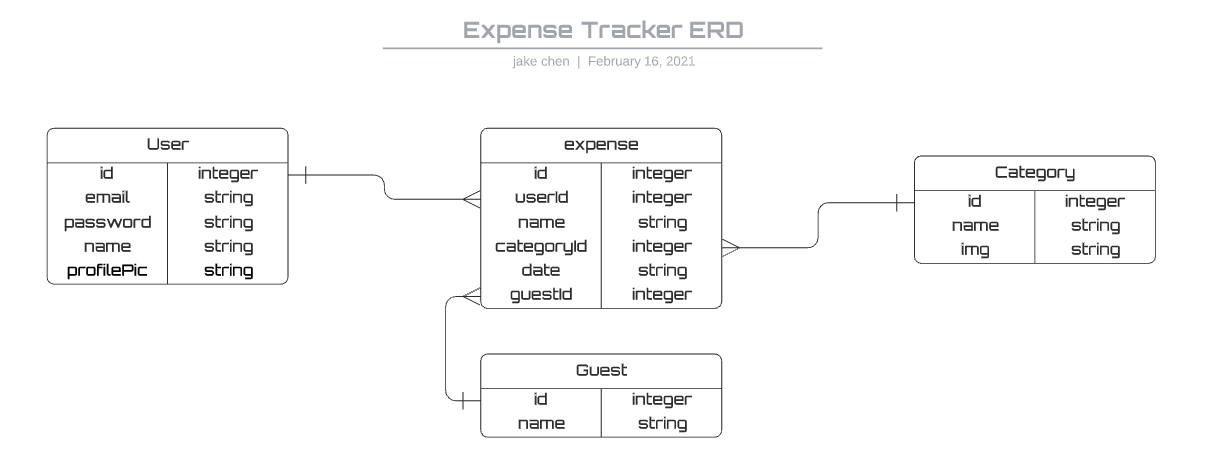 Expense Tracker ERD
jake chen | February 16, 2021
User
id integer
email string
password string
name string
profilePic string
expense
id integer
userId integer
name string
categoryId integer
date string
guestId integer
Category
id integer
name string
img string
Guest
id integer
name string